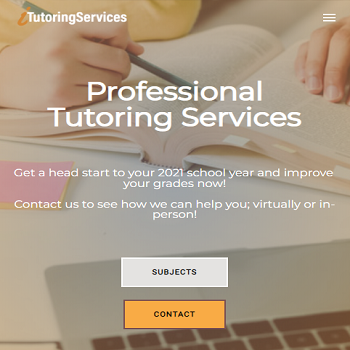 iTutoringServices
Professional
Tutoring Services
Get a head start to your 2021 school year and improve
your grades now!
Contact us to see how we can help you; virtually or in-
person!
SUBJECTS
CONTACT